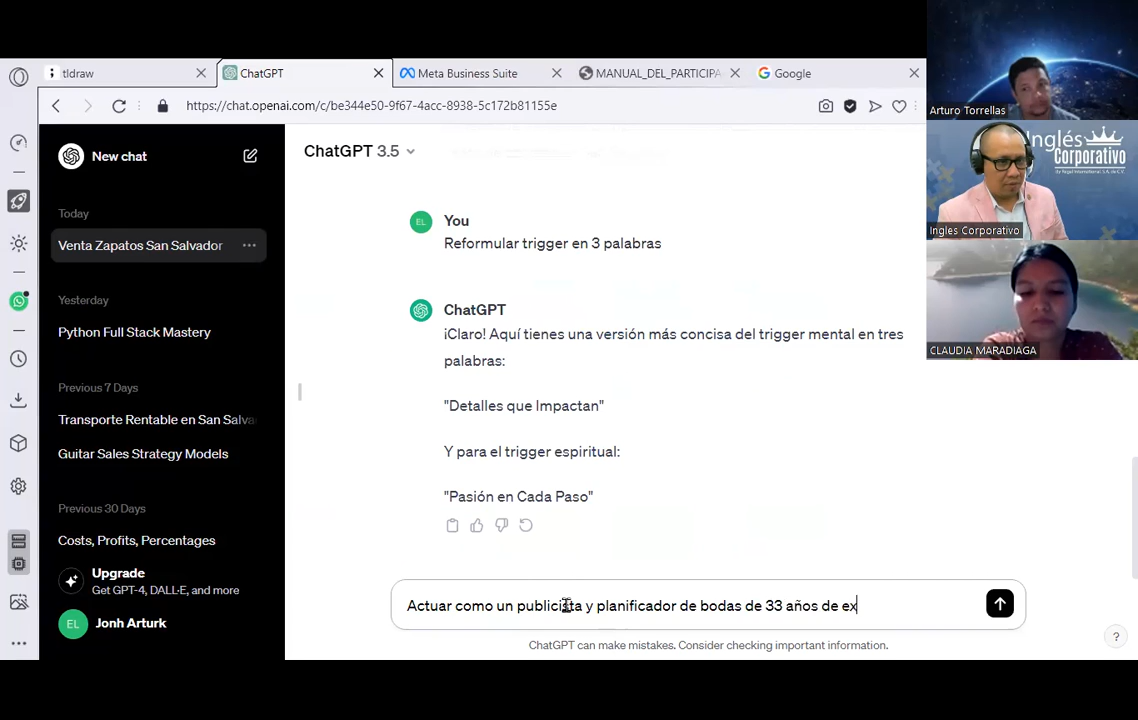 tldraw
ChatGPT
Meta Business Suite
MANUAL_DEL_PARTICIPA
Google
https://chat.openai.com/c/be344e50-9f67-4acc-8938-5c172b81155e
New chat
ChatGPT 3.5
Today
Venta Zapatos San Salvador
Yesterday
Python Full Stack Mastery
Previous 7 Days
Transporte Rentable en San Salva
Guitar Sales Strategy Models
Previous 30 Days
Costs, Profits, Percentages
Upgrade
Get GPT-4, DALL·E, and more
EL
Jonh Arturk
EL
You
Reformular trigger en 3 palabras
ChatGPT
¡Claro! Aquí tienes una versión más concisa del trigger mental en tres
palabras:
"Detalles que Impactan"
Y para el trigger espiritual:
"Pasión en Cada Paso"
Actuar como un publicista y planificador de bodas de 33 años de ex
ChatGPT can make mistakes. Consider checking important information.
?
Arturo Torrellas
Inglés
Corporativo
by Regal International S.A. de C.V.
Ingles Corporativo
CLAUDIA MARADIAGA